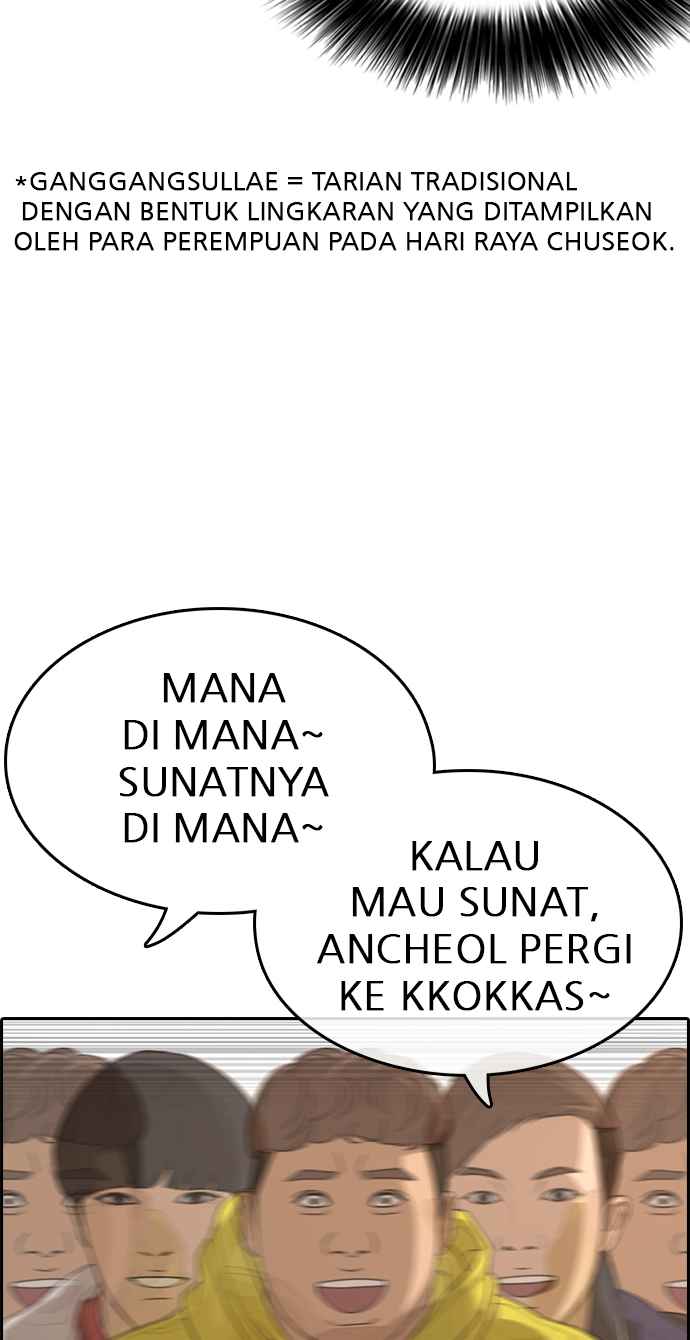 *GANGGANGSULLAE = TARIAN TRADISIONAL
DENGAN BENTUK LINGKARAN YANG DITAMPILKAN
OLEH PARA PEREMPUAN PADA HARI RAYA CHUSEOK.
MANA
DI MANA~
SUNATNYA
DI MANA~
KALAU
MAU SUNAT,
ANCHEOL PERGI
KE KKOKKAS~